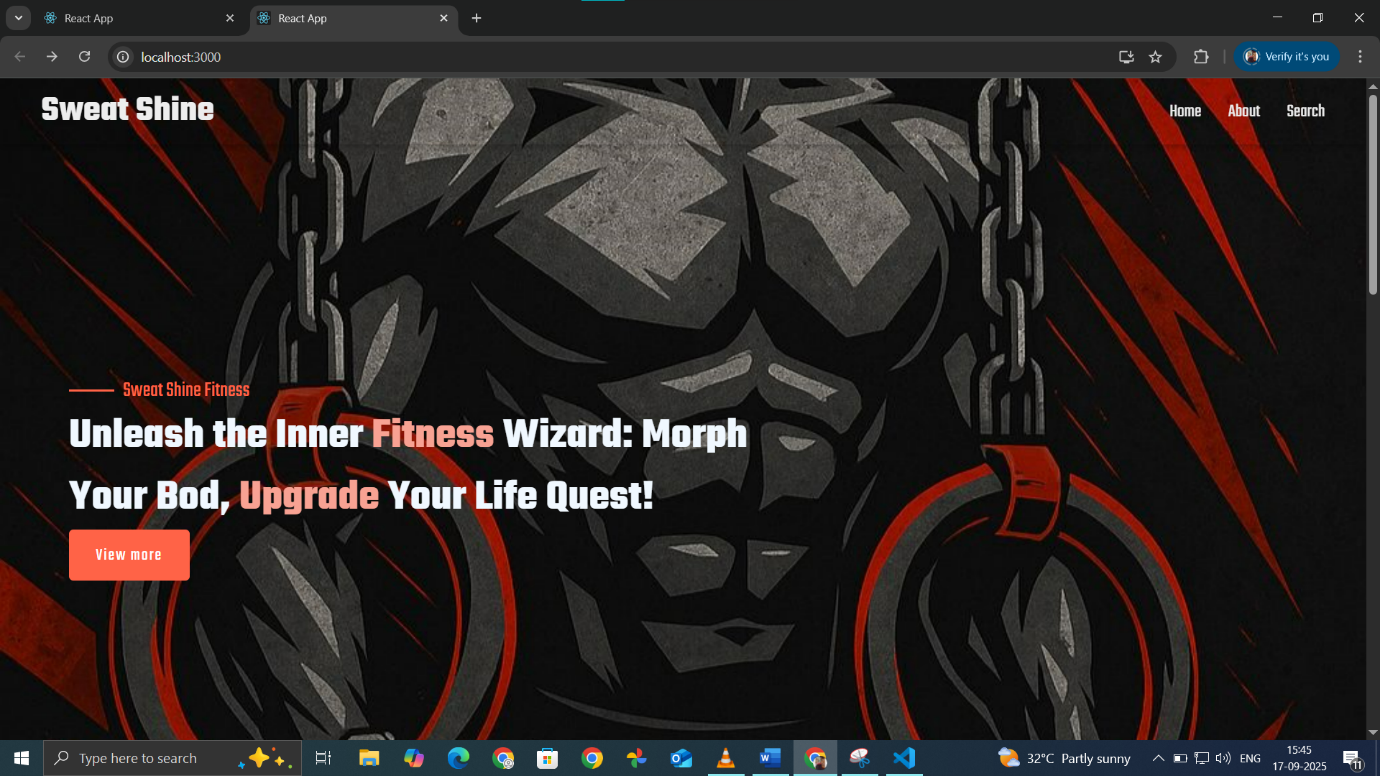 React App
React App
localhost:3000
Verify it's you
Sweat Shine
Home About Search
Sweat Shine Fitness
Unleash the Inner Fitness Wizard: Morph
Your Bod, Upgrade Your Life Quest!
View more
Type here to search
32°C Partly sunny
ENG
15:45
17-09-2025
11